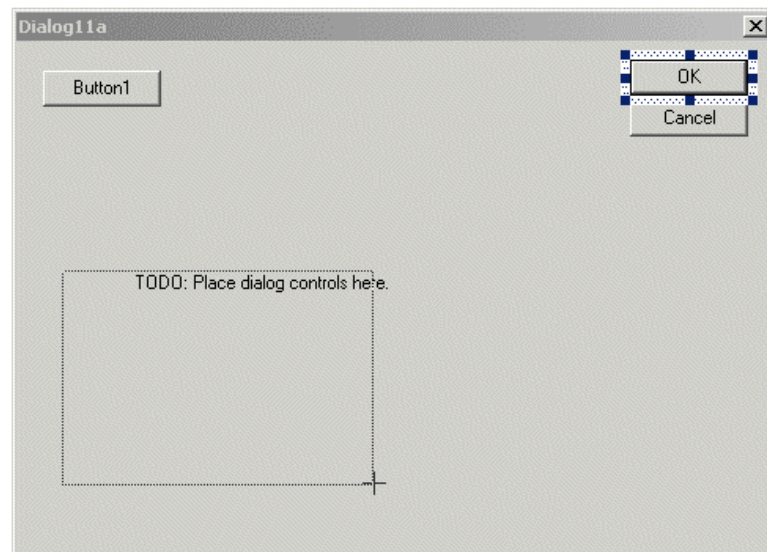 Dialog11a
Button1
OK
Cancel
TODO: Place dialog controls here.